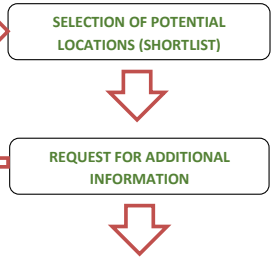 SELECTION OF POTENTIAL
LOCATIONS (SHORTLIST)
REQUEST FOR ADDITIONAL
INFORMATION